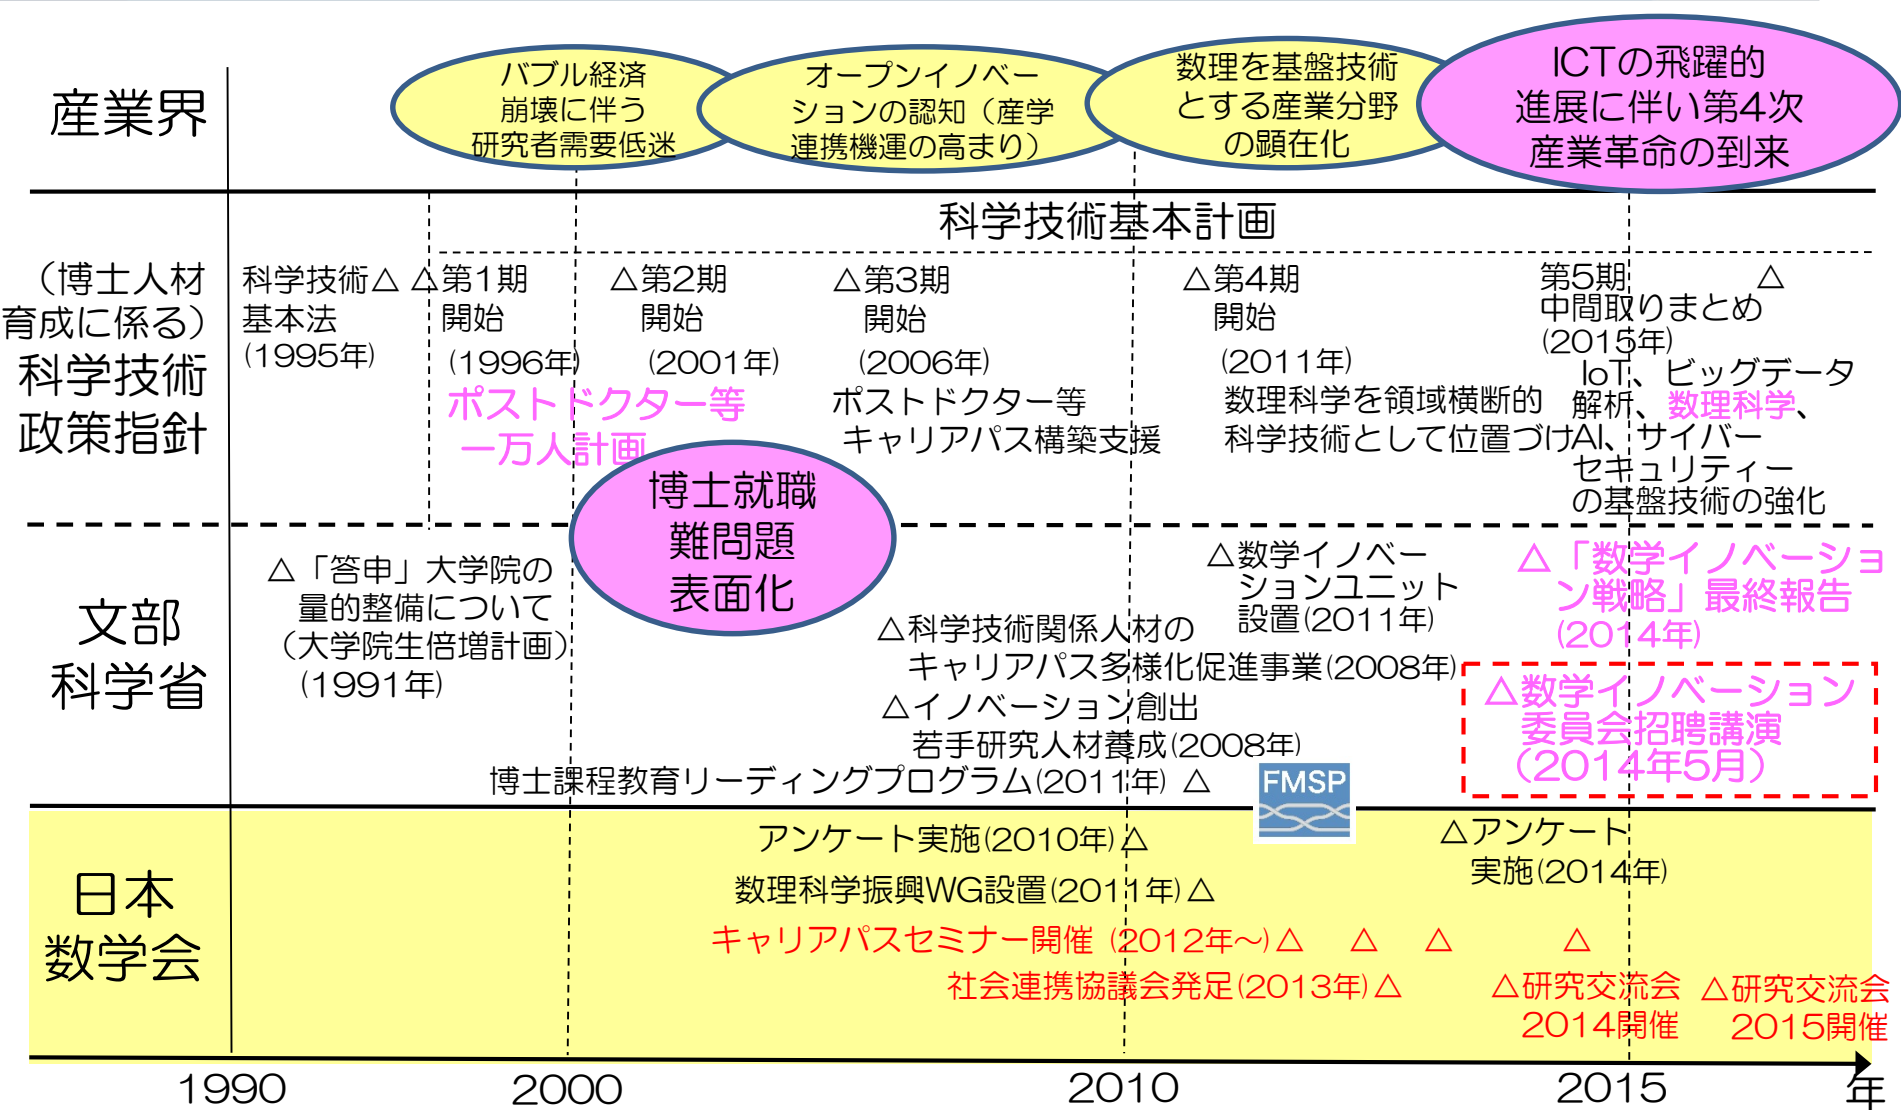 産業界
バブル経済
崩壊に伴う
研究者需要低迷
オープンイノベー
ションの認知（産学
連携機運の高まり）
数理を基盤技術
とする産業分野
の顕在化
ICTの飛躍的
進展に伴い第4次
産業革命の到来
（博士人材
育成に係る）
科学技術
政策指針
科学技術基本計画
科学技術△
基本法
(1995年)
△第1期
開始
(1996年)
ポストドクター等
一万人計画
△第2期
開始
(2001年)
△第3期
開始
(2006年)
ポストドクター等
キャリアパス構築支援
△第4期
開始
(2011年)
数理科学を領域横断的
科学技術として位置づけ
第5期 △
中間取りまとめ
(2015年)
IoT、ビッグデータ
解析、数理科学、
AI、サイバー
セキュリティー
の基盤技術の強化
博士就職
難問題
表面化
文部
科学省
△「答申」大学院の
量的整備について
（大学院生倍増計画）
(1991年)
△数学イノベー
ションユニット
設置(2011年)
△科学技術関係人材の
キャリアパス多様化促進事業(2008年)
△イノベーション創出
若手研究人材養成(2008年)
博士課程教育リーディングプログラム(2011年) △
FMSP
△「数学イノベーショ
ン戦略」最終報告
(2014年)
△数学イノベーション
委員会招聘講演
（2014年5月）
日本
数学会
アンケート実施(2010年)△
数理科学振興WG設置(2011年)△
キャリアパスセミナー開催 (2012年～)△ △ △ △
社会連携協議会発足(2013年)△
△アンケート
実施(2014年)
△研究交流会
2014開催
△研究交流会
2015開催
1990 2000 2010 2015 年